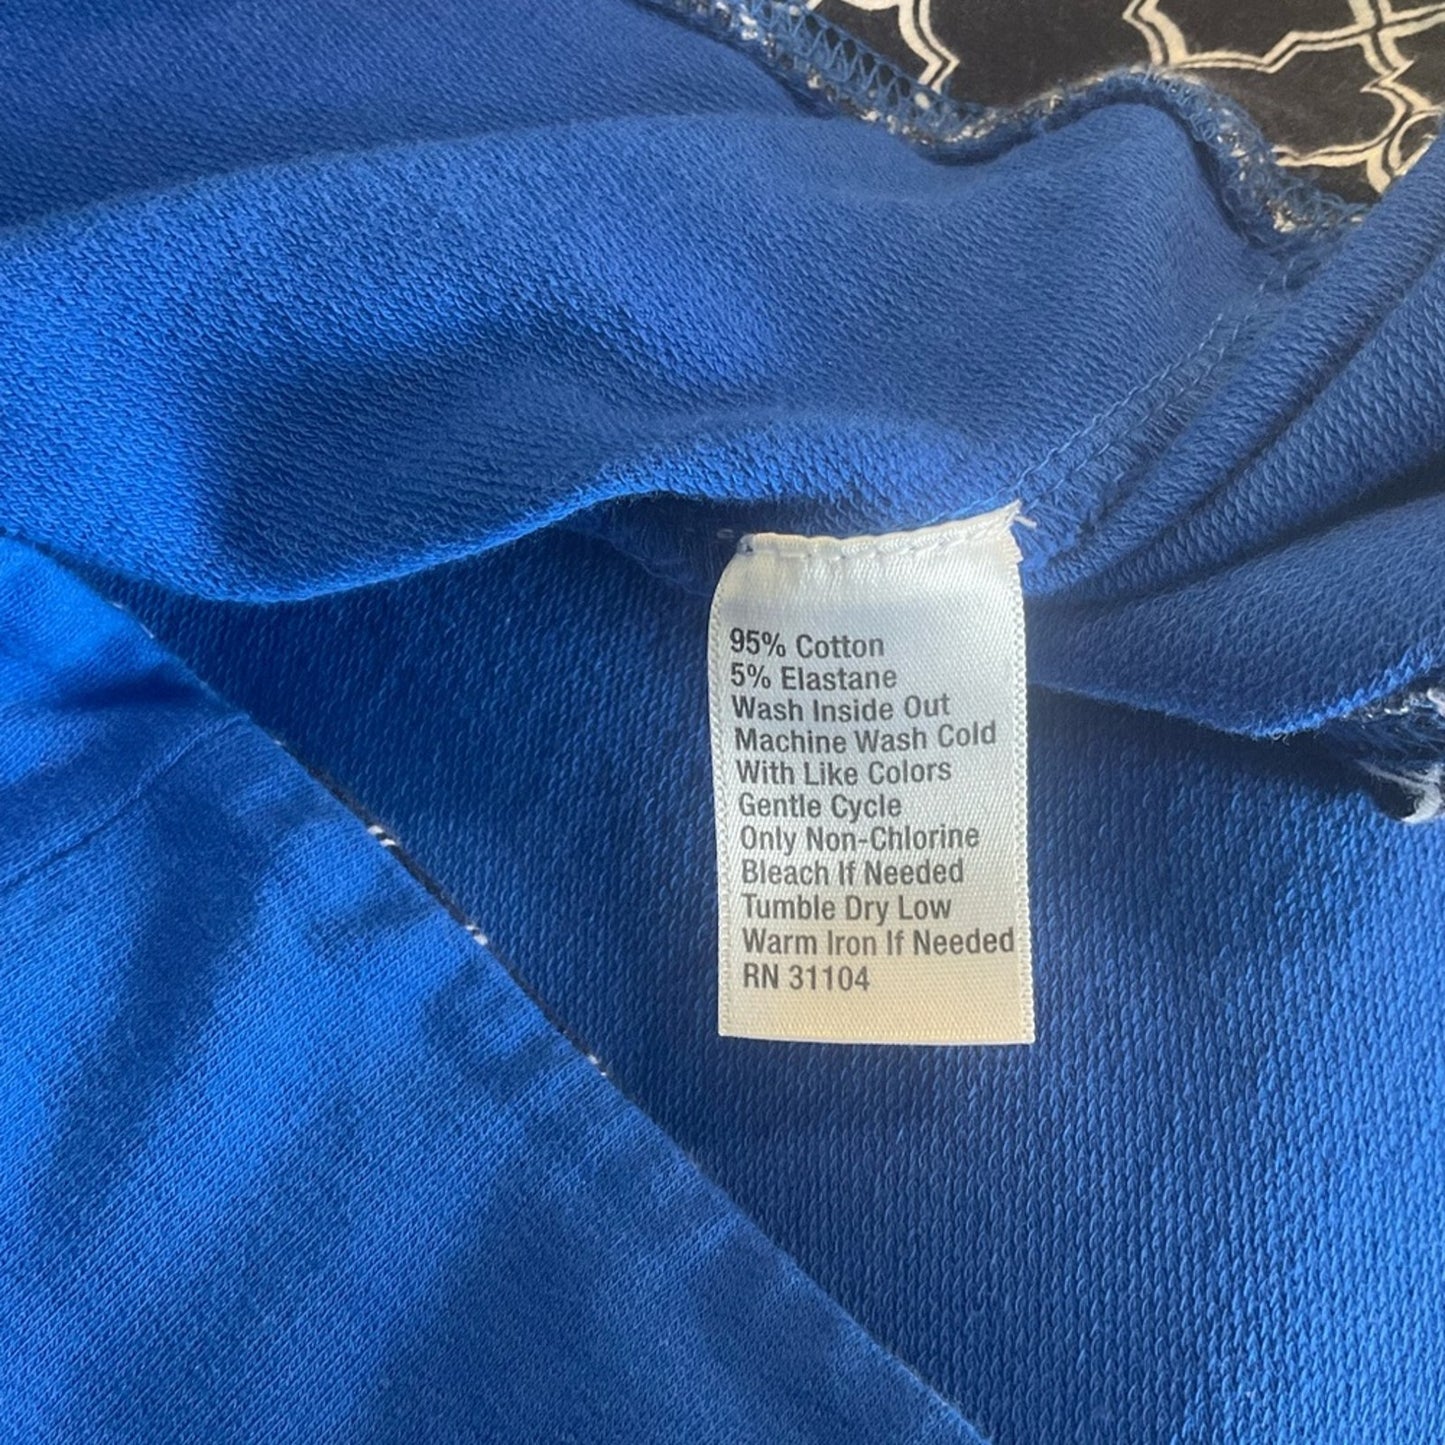 95% Cotton
5% Elastane
Wash Inside Out
Machine Wash Cold
With Like Colors
Gentle Cycle
Only Non-Chlorine
Bleach If Needed
Tumble Dry Low
Warm Iron If Needed
RN 31104